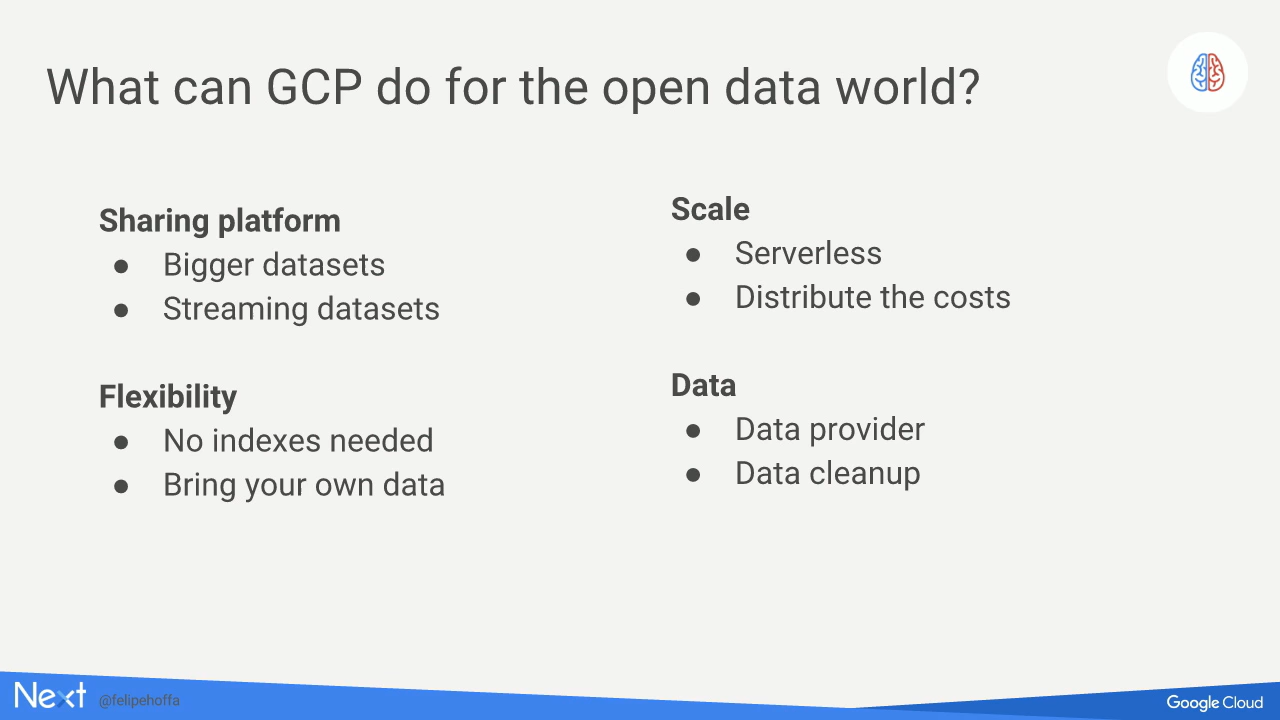 What can GCP do for the open data world?
Sharing platform
● Bigger datasets
● Streaming datasets
Flexibility
● No indexes needed
● Bring your own data
Scale
● Serverless
● Distribute the costs
Data
● Data provider
● Data cleanup
Next @felipehoffa
Google Cloud